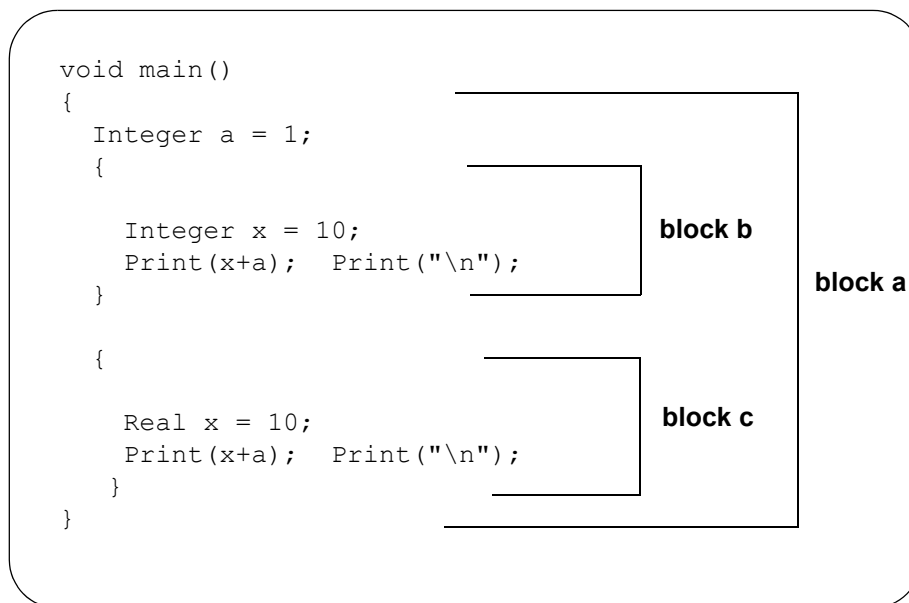 void main()
{
Integer a = 1;
{
Integer x = 10;
block b
Print(x+a); Print("\n");
}
block a
{
Real x = 10;
block c
Print(x+a); Print("\n");
}
}